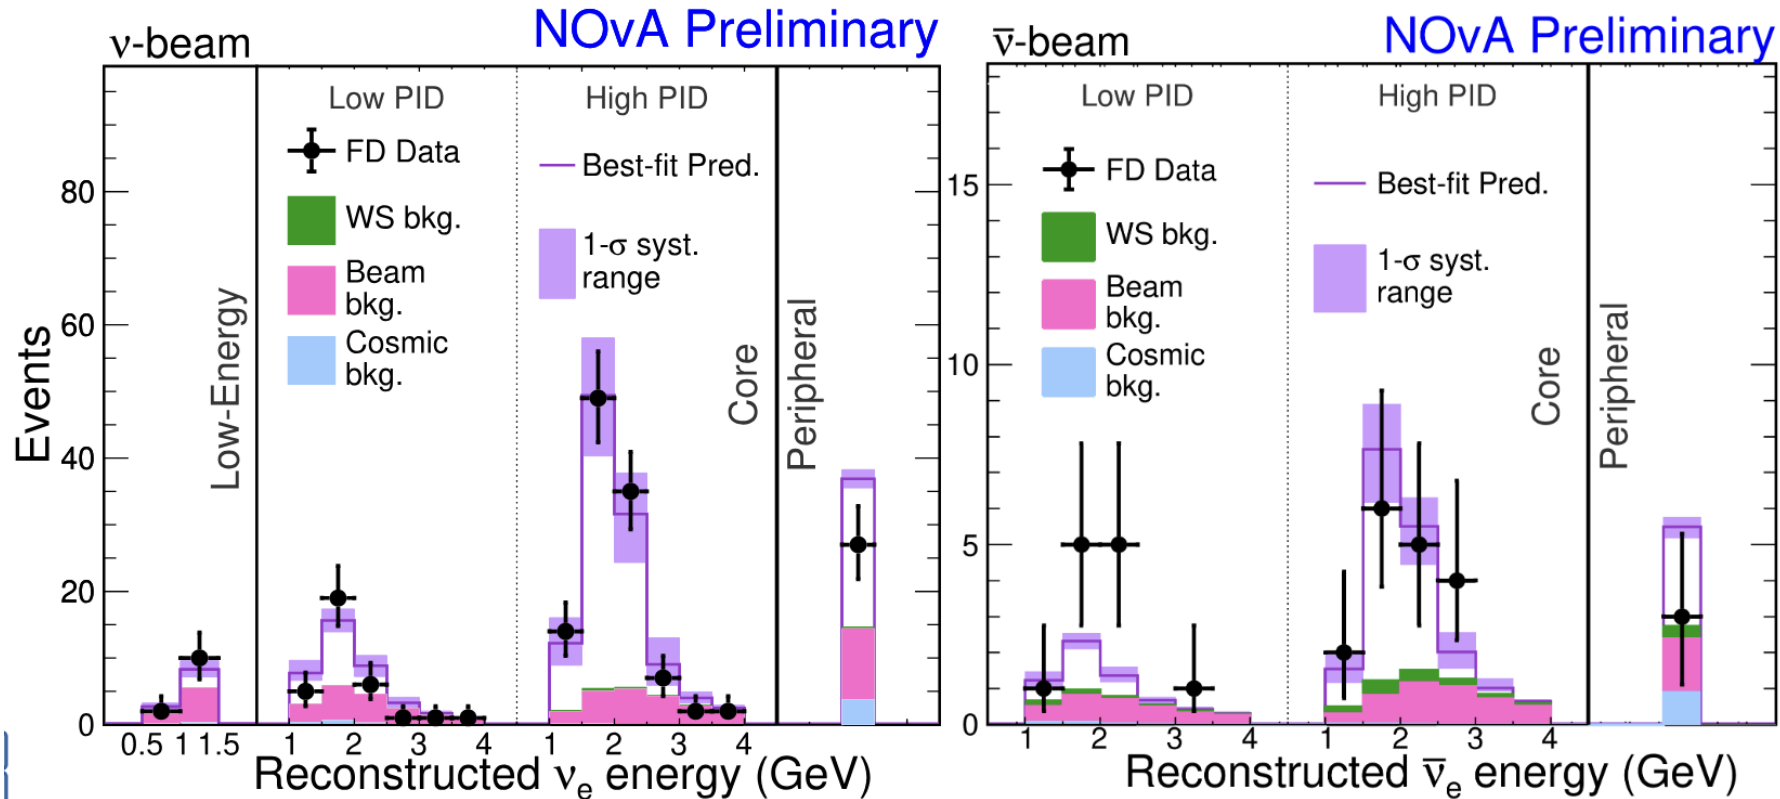 ν-beam
NOνA Preliminary
Low PID
High PID
FD Data
WS bkg.
Beam
bkg.
Cosmic
bkg.
Best-fit Pred.
1-σ syst.
range
Low-Energy
Core
Peripheral
Events
80
60
40
20
0
0.5 1 1.5
1 2 3 4
1 2 3 4
Reconstructed νe energy (GeV)
ν̅-beam
NOνA Preliminary
Low PID
High PID
FD Data
WS bkg.
Beam
bkg.
Cosmic
bkg.
Best-fit Pred.
1-σ syst.
range
Core
Peripheral
15
10
5
0
1 2 3 4
1 2 3 4
Reconstructed ν̅e energy (GeV)